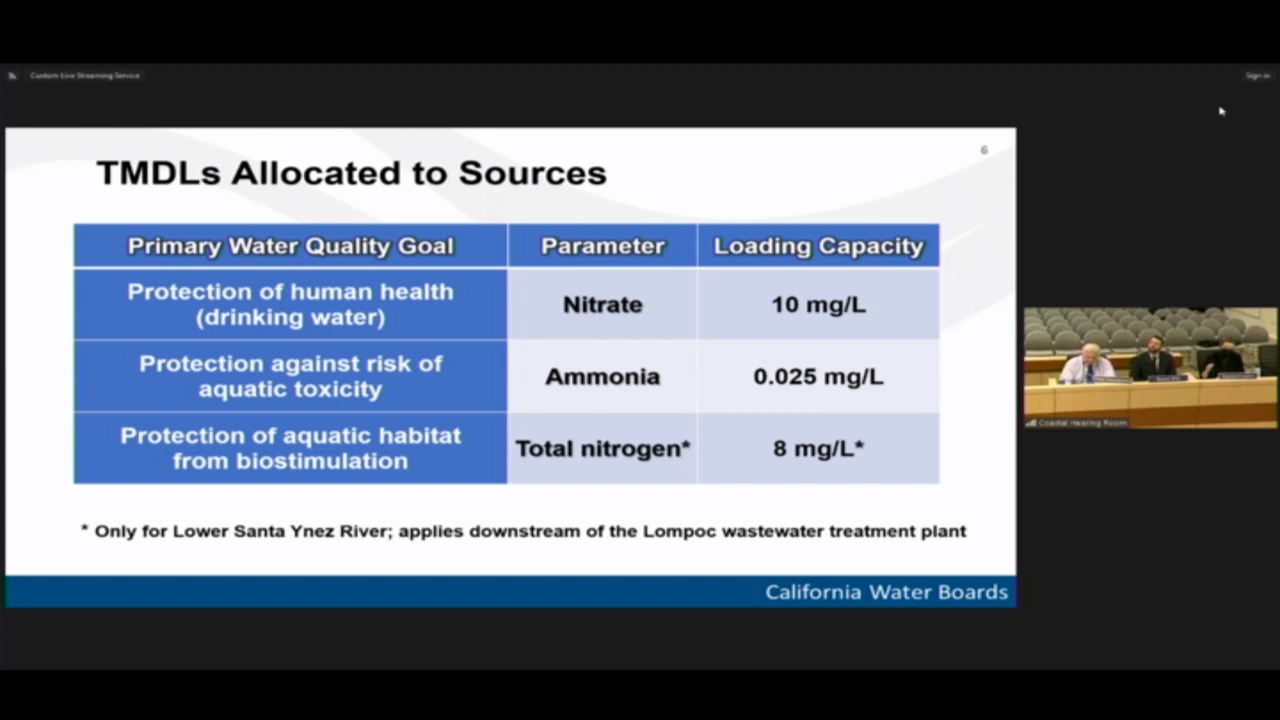 Custom Live Streaming Service
Sign in
6
TMDLs Allocated to Sources
Primary Water Quality Goal
Parameter
Loading Capacity
Protection of human health
(drinking water)
Nitrate
10 mg/L
Protection against risk of
aquatic toxicity
Ammonia
0.025 mg/L
Protection of aquatic habitat
from biostimulation
Total nitrogen*
8 mg/L*
* Only for Lower Santa Ynez River; applies downstream of the Lompoc wastewater treatment plant
California Water Boards
Coastal Hearing Room